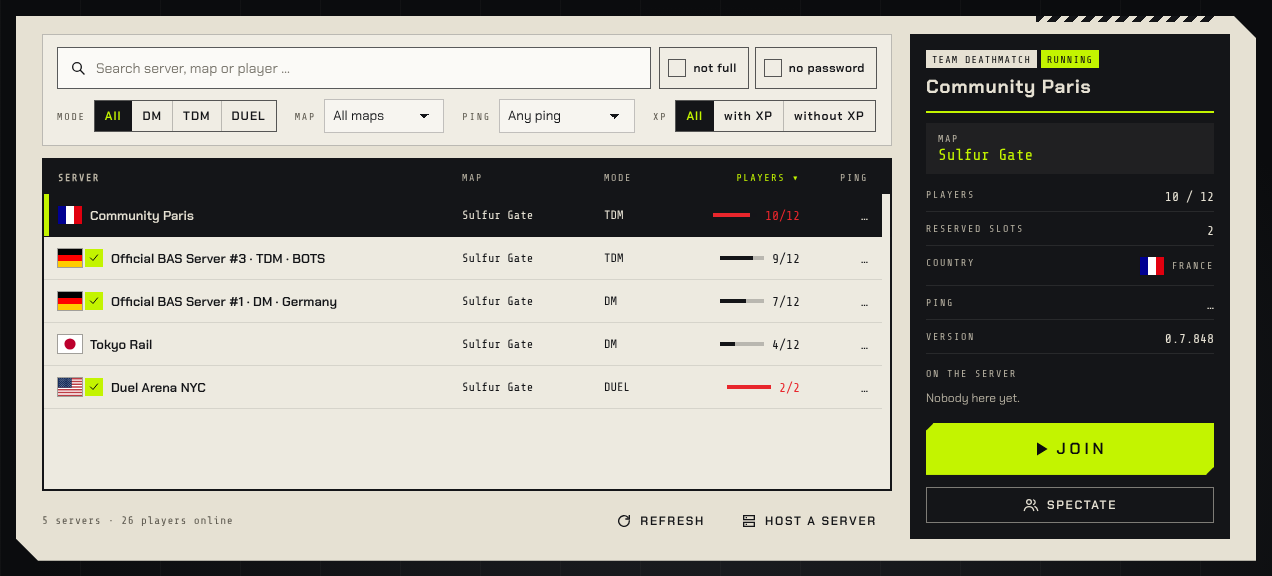 Search server, map or player ...
not full
no password
MODE All DM TDM DUEL MAP All maps PING Any ping XP All with XP without XP
SERVER MAP MODE PLAYERS ▾ PING
Community Paris Sulfur Gate TDM 10/12 …
Official BAS Server #3 · TDM · BOTS Sulfur Gate TDM 9/12 …
Official BAS Server #1 · DM · Germany Sulfur Gate DM 7/12 …
Tokyo Rail Sulfur Gate DM 4/12 …
Duel Arena NYC Sulfur Gate DUEL 2/2 …
5 servers · 26 players online
REFRESH
HOST A SERVER
TEAM DEATHMATCH RUNNING
Community Paris
MAP
Sulfur Gate
PLAYERS 10 / 12
RESERVED SLOTS 2
COUNTRY FRANCE
PING …
VERSION 0.7.848
ON THE SERVER
Nobody here yet.
JOIN
SPECTATE